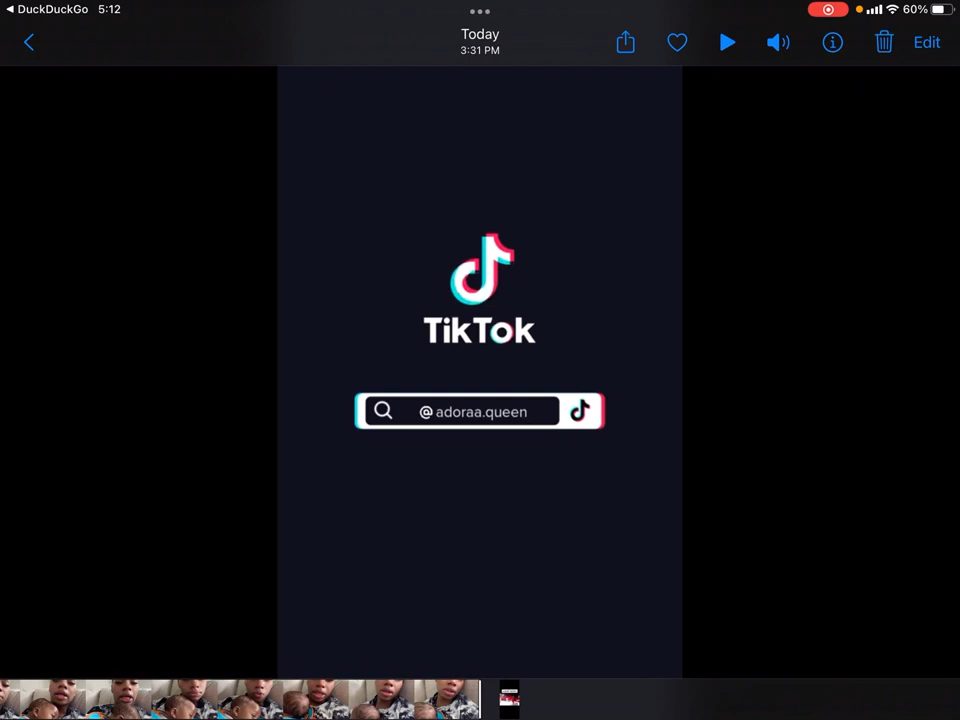 DuckDuckGo 5:12
60%
Today
3:31 PM
Edit
TikTok
@adoraa.queen